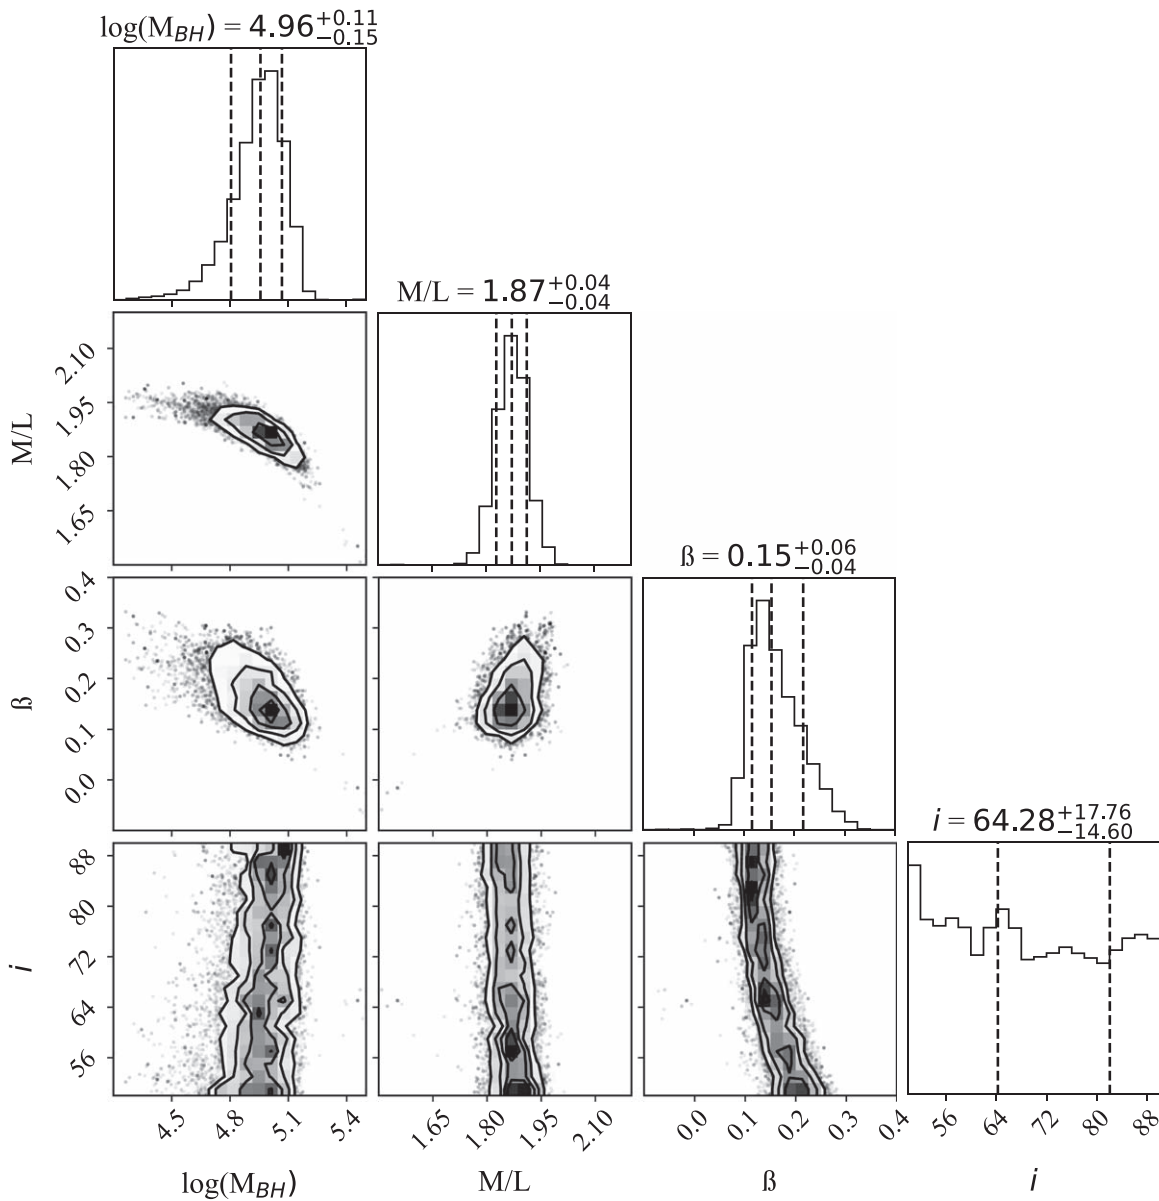 log(M_BH) = 4.96 +0.11 −0.15
M/L = 1.87 +0.04 −0.04
2.10
1.95
M/L
1.80
1.65
ß = 0.15 +0.06 −0.04
0.4
0.3
0.2
ß
0.1
0.0
i = 64.28 +17.76 −14.60
88
80
72
i
64
56
4.5 4.8 5.1 5.4 1.65 1.80 1.95 2.10 0.0 0.1 0.2 0.3 0.4 56 64 72 80 88
log(M_BH) M/L ß i